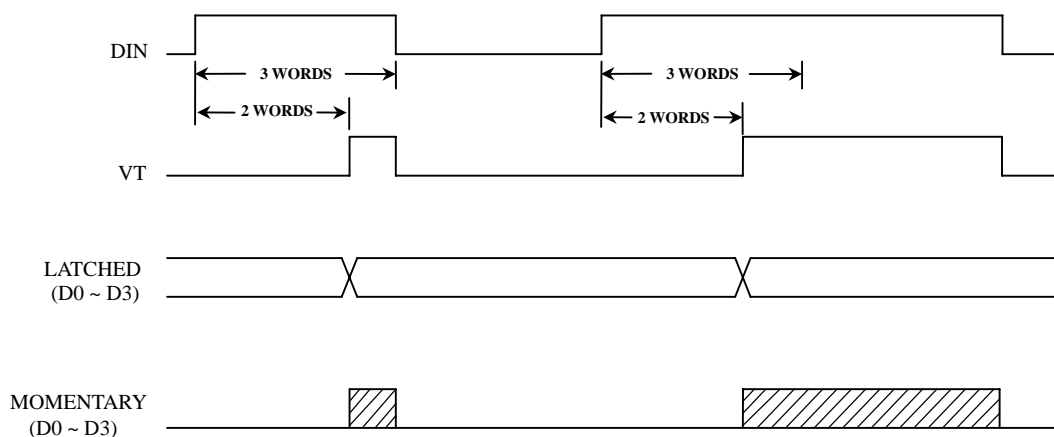 DIN
3 WORDS
3 WORDS
2 WORDS
2 WORDS
VT
LATCHED
(D0 ~ D3)
MOMENTARY
(D0 ~ D3)